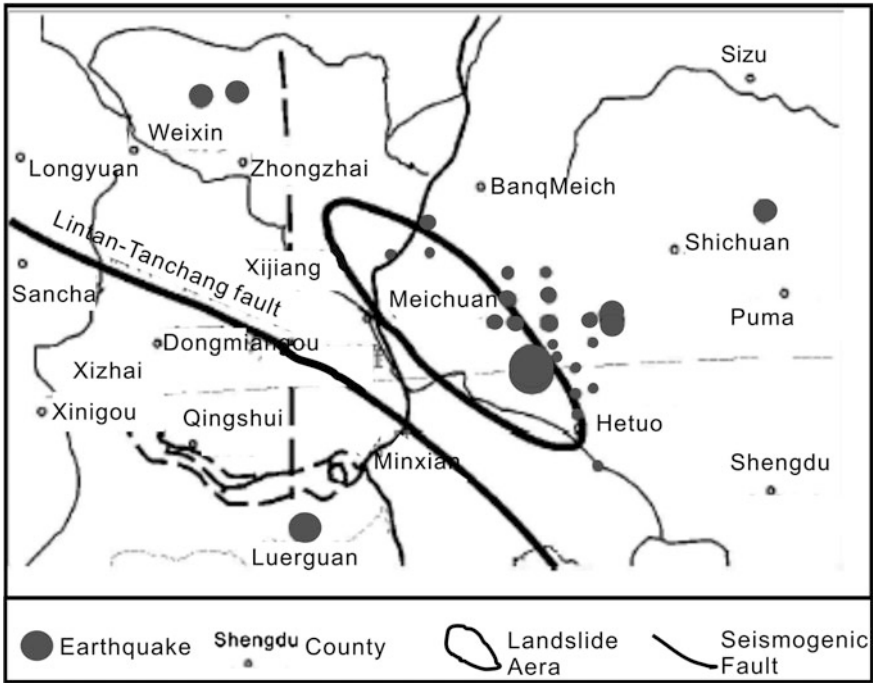 Sizu
Weixin
Longyuan
Zhongzhai
BanqMeich
Lintan-Tanchang fault
Shichuan
Xijiang
Sancha
Meichuan
Puma
Dongmiangou
Xizhai
Xinigou
Qingshui
Hetuo
Minxian
Shengdu
Luerguan
Earthquake
Shengdu
County
Landslide
Aera
Seismogenic
Fault